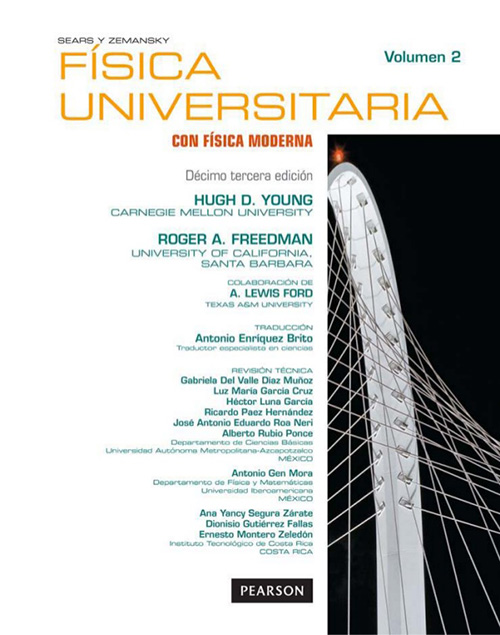 SEARS Y ZEMANSKY
FÍSICA
Volumen 2
UNIVERSITARIA
CON FÍSICA MODERNA
Décimo tercera edición
HUGH D. YOUNG
CARNEGIE MELLON UNIVERSITY
ROGER A. FREEDMAN
UNIVERSITY OF CALIFORNIA,
SANTA BARBARA
COLABORACIÓN DE
A. LEWIS FORD
TEXAS A&M UNIVERSITY
TRADUCCIÓN
Antonio Enríquez Brito
Traductor especialista en ciencias
REVISIÓN TÉCNICA
Gabriela Del Valle Díaz Muñoz
Luz María García Cruz
Héctor Luna García
Ricardo Paez Hernández
José Antonio Eduardo Roa Neri
Alberto Rubio Ponce
Departamento de Ciencias Básicas
Universidad Autónoma Metropolitana-Azcapotzalco
MÉXICO
Antonio Gen Mora
Departamento de Física y Matemáticas
Universidad Iberoamericana
MÉXICO
Ana Yancy Segura Zárate
Dionisio Gutiérrez Fallas
Ernesto Montero Zeledón
Instituto Tecnológico de Costa Rica
COSTA RICA
PEARSON